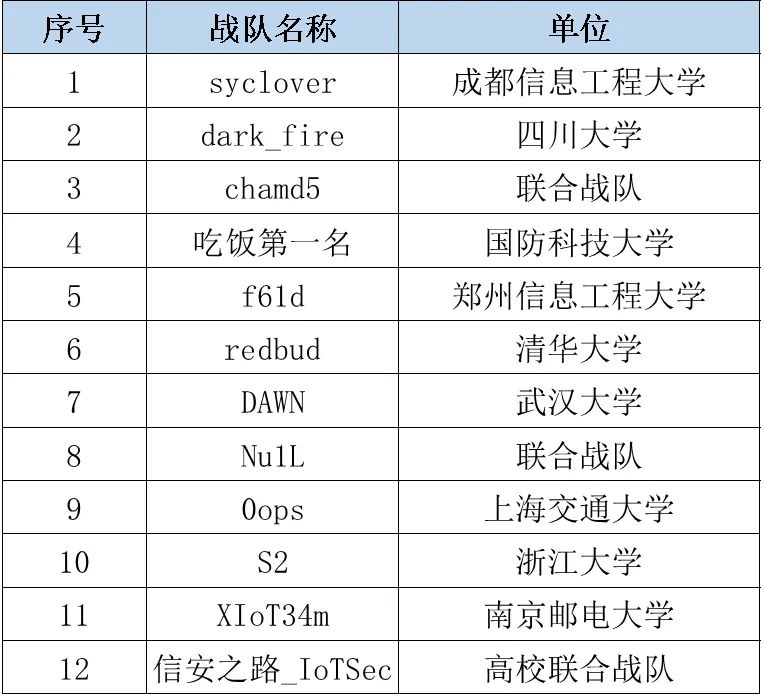 序号 战队名称 单位
1 syclover 成都信息工程大学
2 dark_fire 四川大学
3 chamd5 联合战队
4 吃饭第一名 国防科技大学
5 f61d 郑州信息工程大学
6 redbud 清华大学
7 DAWN 武汉大学
8 Nu1L 联合战队
9 0ops 上海交通大学
10 S2 浙江大学
11 XIoT34m 南京邮电大学
12 信安之路_IoTSec 高校联合战队